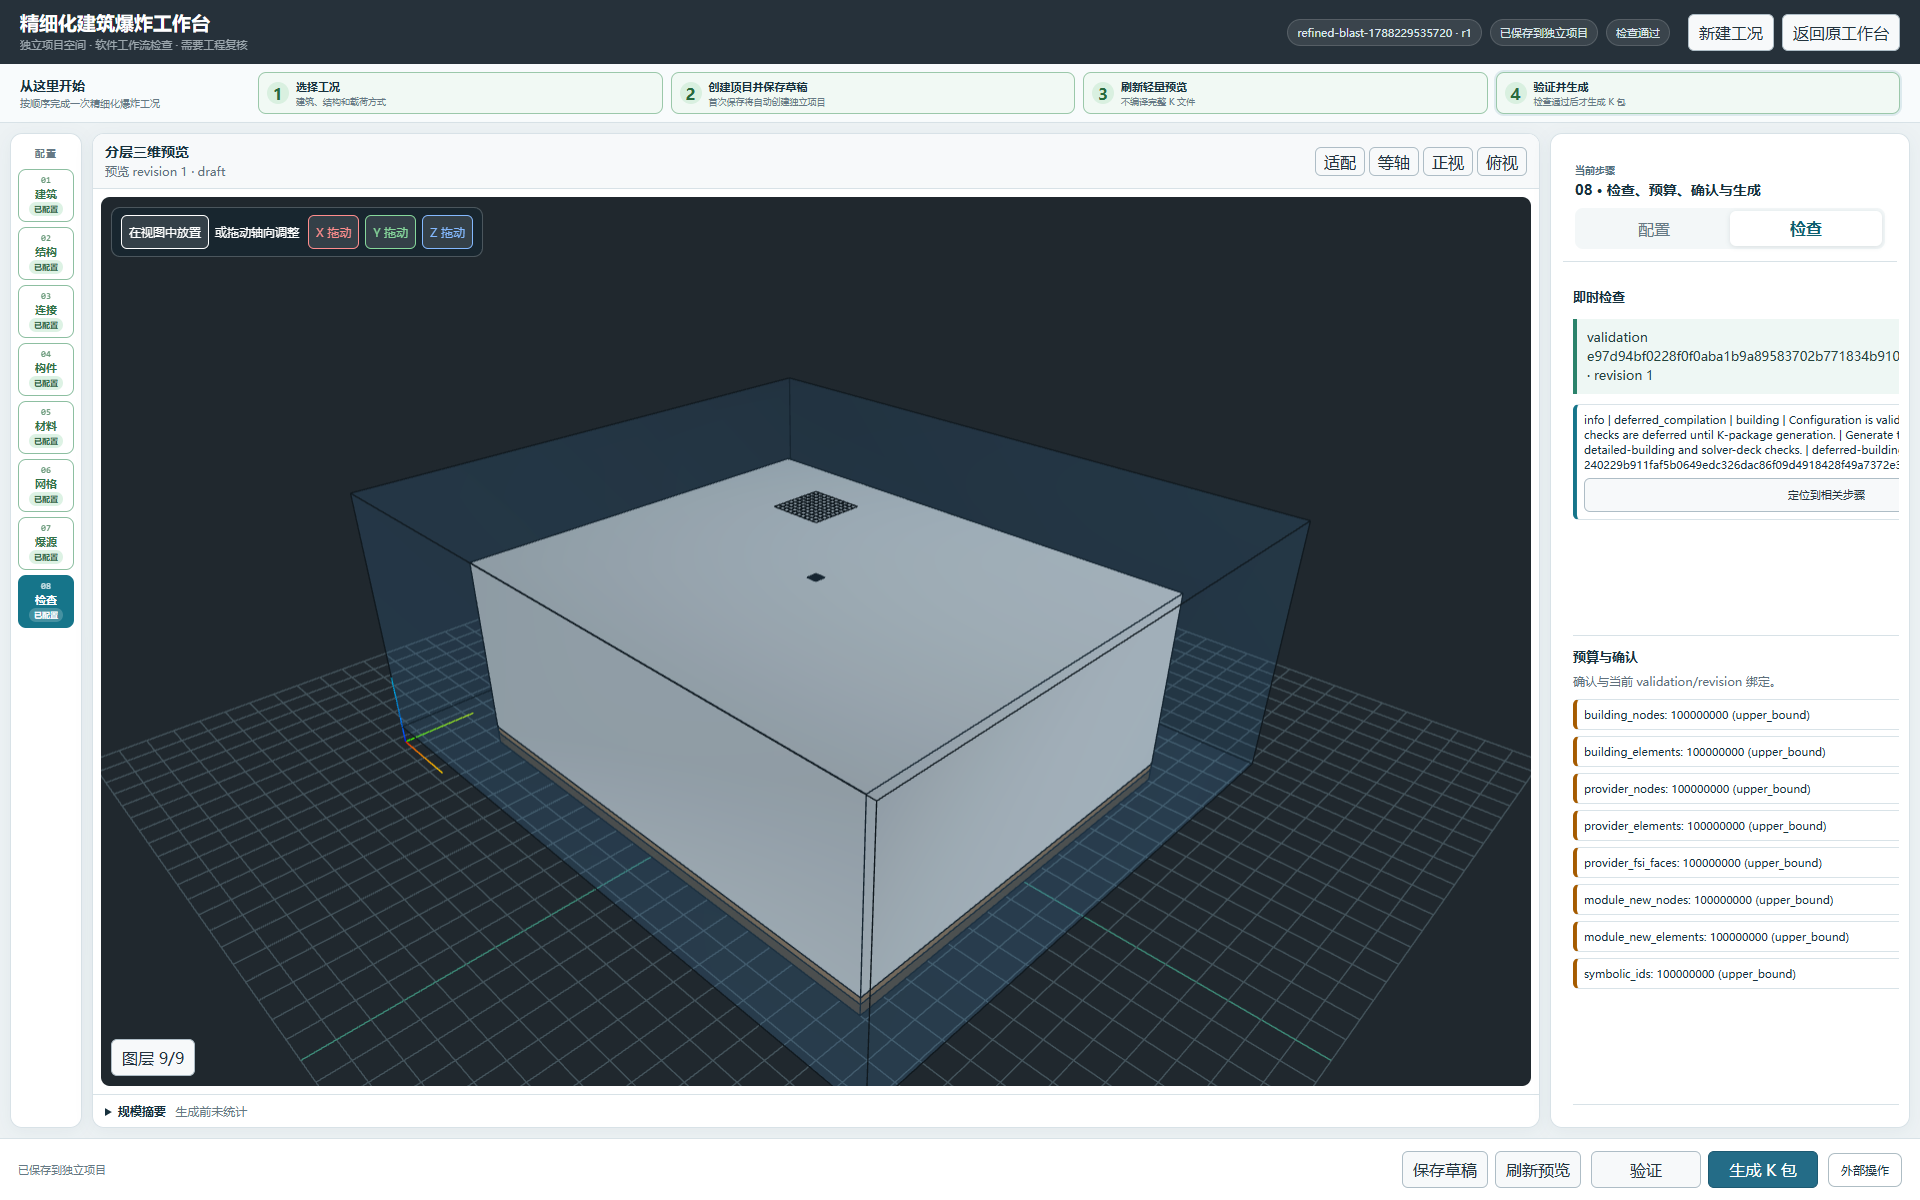 精细化建筑爆炸工作台
独立项目空间 · 软件工作流检查 · 需要工程复核
refined-blast-1788229535720 · r1
已保存到独立项目
检查通过
新建工况
返回原工作台
从这里开始
按顺序完成一次精细化爆炸工况
1 选择工况
建筑、结构和载荷方式
2 创建项目并保存草稿
首次保存将自动创建独立项目
3 刷新轻量预览
不编译完整 K 文件
4 验证并生成
检查通过后才生成 K 包
配置
01
建筑
已配置
02
结构
已配置
03
连接
已配置
04
构件
已配置
05
材料
已配置
06
网格
已配置
07
爆源
已配置
08
检查
已配置
分层三维预览
预览 revision 1 · draft
适配
等轴
正视
俯视
在视图中放置
或拖动轴向调整
X 拖动
Y 拖动
Z 拖动
图层 9/9
▶ 规模摘要 生成前未统计
当前步骤
08 • 检查、预算、确认与生成
配置
检查
即时检查
validation
e97d94bf0228f0f0aba1b9a89583702b771834b910
· revision 1
info | deferred_compilation | building | Configuration is valid
checks are deferred until K-package generation. | Generate t
detailed-building and solver-deck checks. | deferred-buildin
240229b911faf5b0649edc326dac86f09d4918428f49a7372e3
定位到相关步骤
预算与确认
确认与当前 validation/revision 绑定。
building_nodes: 100000000 (upper_bound)
building_elements: 100000000 (upper_bound)
provider_nodes: 100000000 (upper_bound)
provider_elements: 100000000 (upper_bound)
provider_fsi_faces: 100000000 (upper_bound)
module_new_nodes: 100000000 (upper_bound)
module_new_elements: 100000000 (upper_bound)
symbolic_ids: 100000000 (upper_bound)
已保存到独立项目
保存草稿
刷新预览
验证
生成 K 包
外部操作